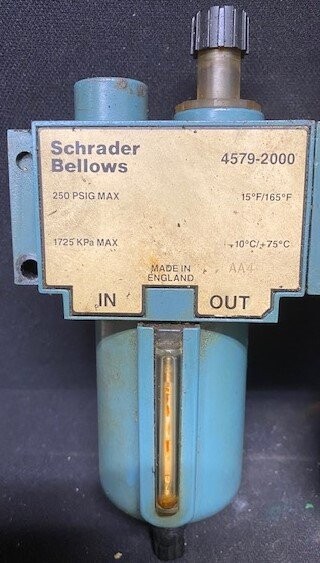 Schrader
Bellows
4579-2000
250 PSIG MAX
15°F/165°F
1725 KPa MAX
-10°C/+75°C
MADE IN
ENGLAND
AA4
IN
OUT